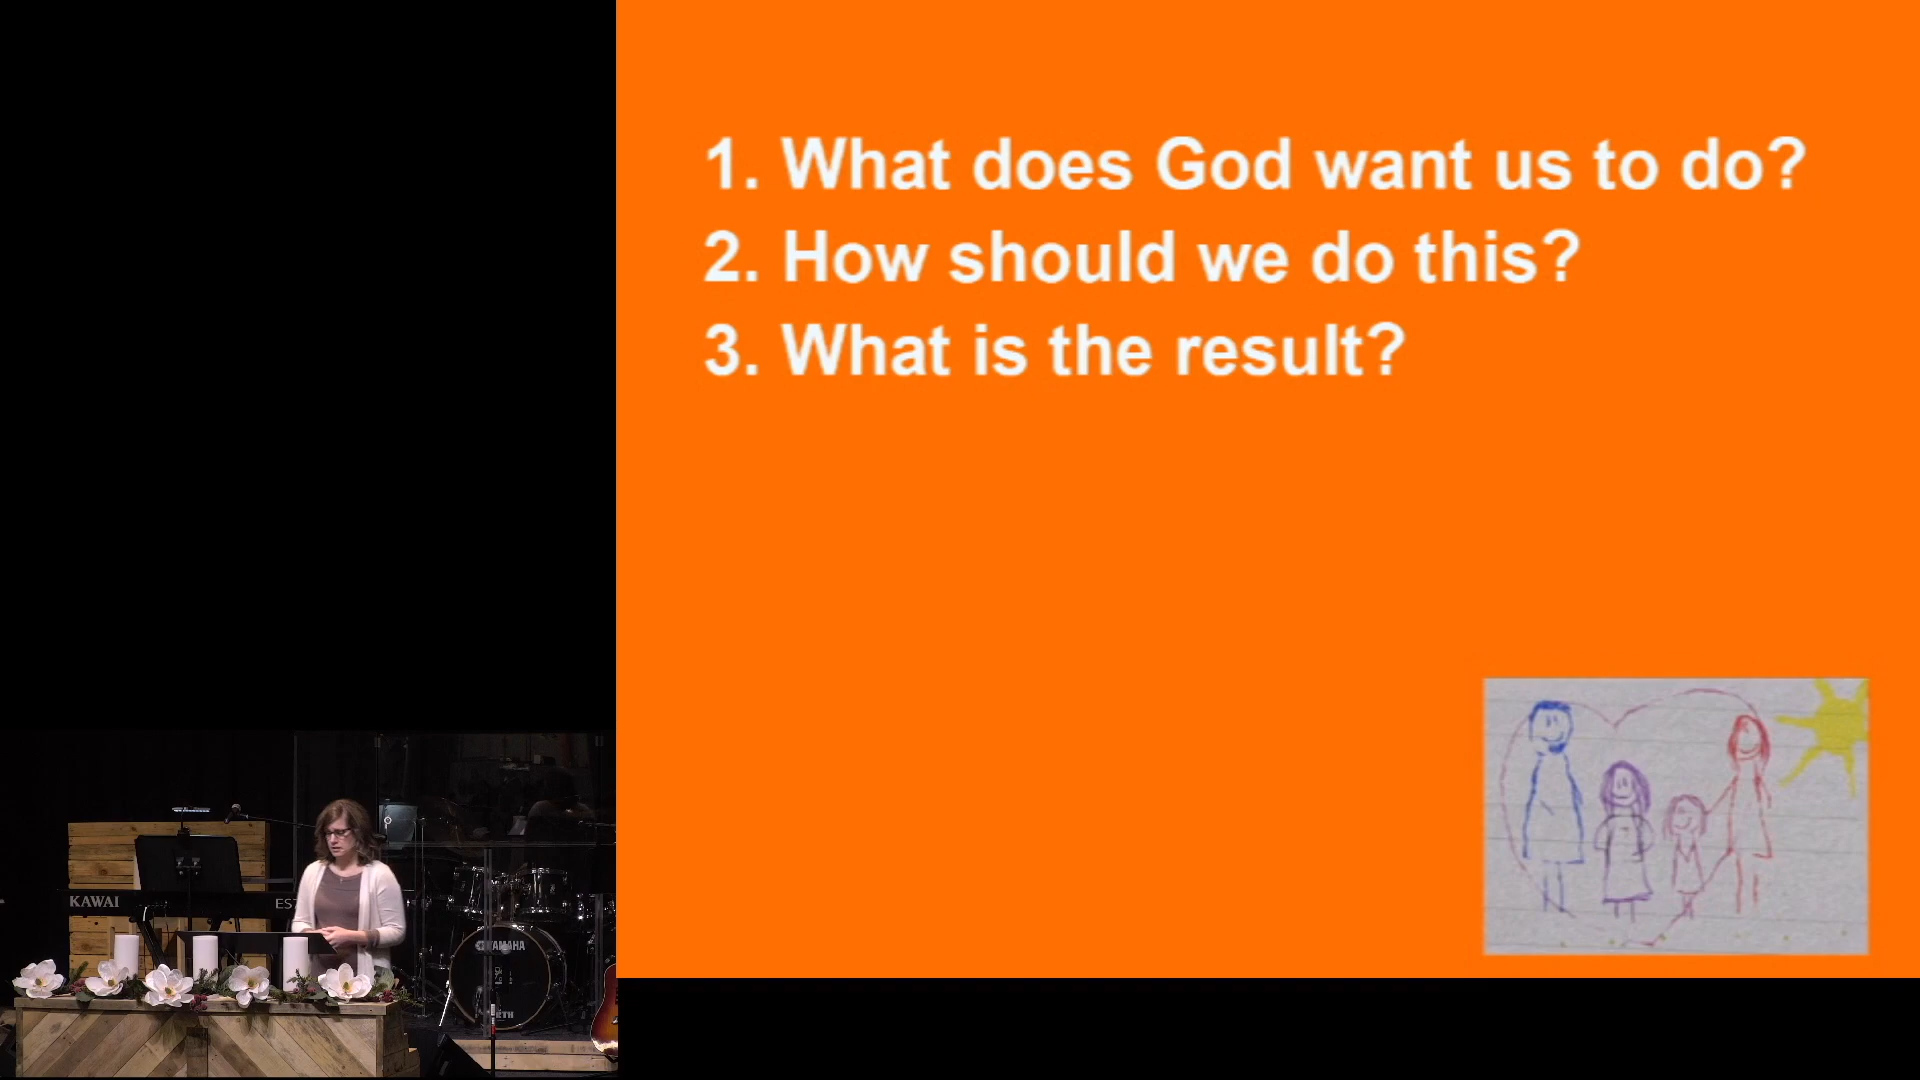 1. What does God want us to do?
2. How should we do this?
3. What is the result?
KAWAI
ES
YAMAHA